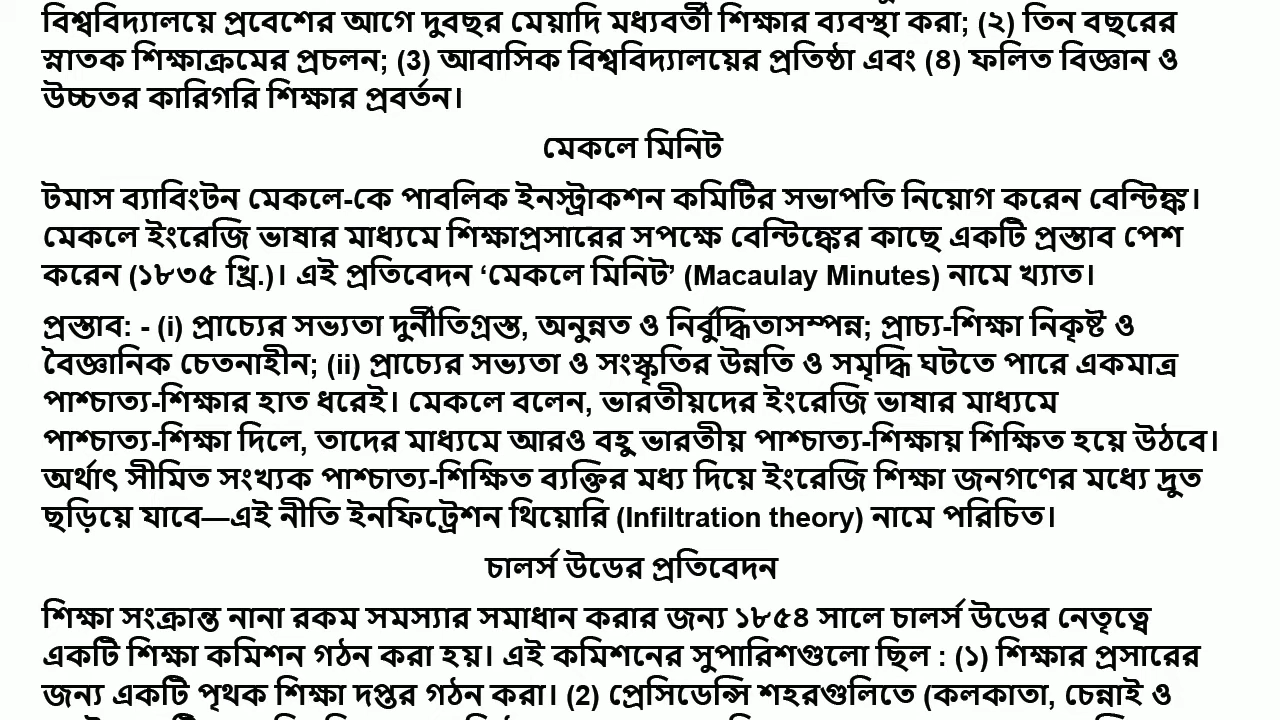 বিশ্ববিদ্যালয়ে প্রবেশের আগে দুবছর মেয়াদি মধ্যবর্তী শিক্ষার ব্যবস্থা করা; (২) তিন বছরের
স্নাতক শিক্ষাক্রমের প্রচলন; (3) আবাসিক বিশ্ববিদ্যালয়ের প্রতিষ্ঠা এবং (৪) ফলিত বিজ্ঞান ও
উচ্চতর কারিগরি শিক্ষার প্রবর্তন।
মেকলে মিনিট
টমাস ব্যাবিংটন মেকলে-কে পাবলিক ইনস্ট্রাকশন কমিটির সভাপতি নিয়োগ করেন বেন্টিঙ্ক।
মেকলে ইংরেজি ভাষার মাধ্যমে শিক্ষাপ্রসারের সপক্ষে বেন্টিঙ্কের কাছে একটি প্রস্তাব পেশ
করেন (১৮৩৫ খ্রি.)। এই প্রতিবেদন ‘মেকলে মিনিট’ (Macaulay Minutes) নামে খ্যাত।
প্রস্তাব: - (i) প্রাচ্যের সভ্যতা দুর্নীতিগ্রস্ত, অনুন্নত ও নির্বুদ্ধিতাসম্পন্ন; প্রাচ্য-শিক্ষা নিকৃষ্ট ও
বৈজ্ঞানিক চেতনাহীন; (ii) প্রাচ্যের সভ্যতা ও সংস্কৃতির উন্নতি ও সমৃদ্ধি ঘটতে পারে একমাত্র
পাশ্চাত্য-শিক্ষার হাত ধরেই। মেকলে বলেন, ভারতীয়দের ইংরেজি ভাষার মাধ্যমে
পাশ্চাত্য-শিক্ষা দিলে, তাদের মাধ্যমে আরও বহু ভারতীয় পাশ্চাত্য-শিক্ষায় শিক্ষিত হয়ে উঠবে।
অর্থাৎ সীমিত সংখ্যক পাশ্চাত্য-শিক্ষিত ব্যক্তির মধ্য দিয়ে ইংরেজি শিক্ষা জনগণের মধ্যে দ্রুত
ছড়িয়ে যাবে—এই নীতি ইনফিট্রেশন থিয়োরি (Infiltration theory) নামে পরিচিত।
চালর্স উডের প্রতিবেদন
শিক্ষা সংক্রান্ত নানা রকম সমস্যার সমাধান করার জন্য ১৮৫৪ সালে চালর্স উডের নেতৃত্বে
একটি শিক্ষা কমিশন গঠন করা হয়। এই কমিশনের সুপারিশগুলো ছিল : (১) শিক্ষার প্রসারের
জন্য একটি পৃথক শিক্ষা দপ্তর গঠন করা। (2) প্রেসিডেন্সি শহরগুলিতে (কলকাতা, চেন্নাই ও